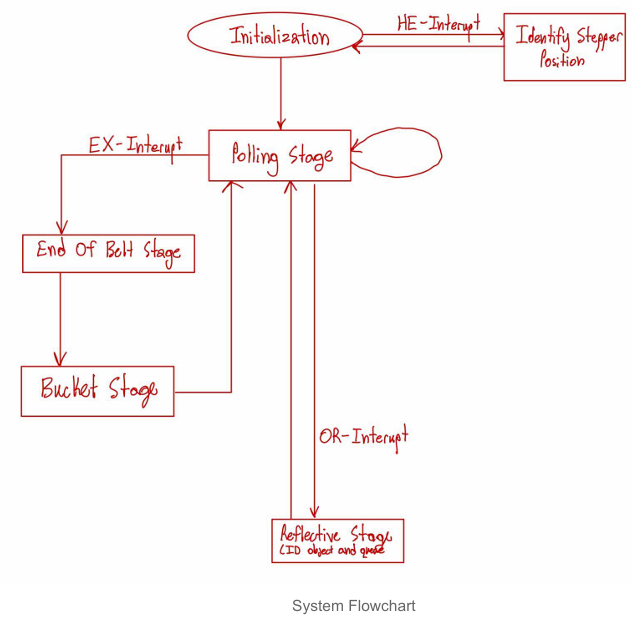 Initialization
HE-Interupt
Identify Stepper
Position
EX-Interupt
Polling Stage
End Of Belt Stage
Bucket Stage
OR-Interupt
Reflective Stage
(ID object and queue
System Flowchart